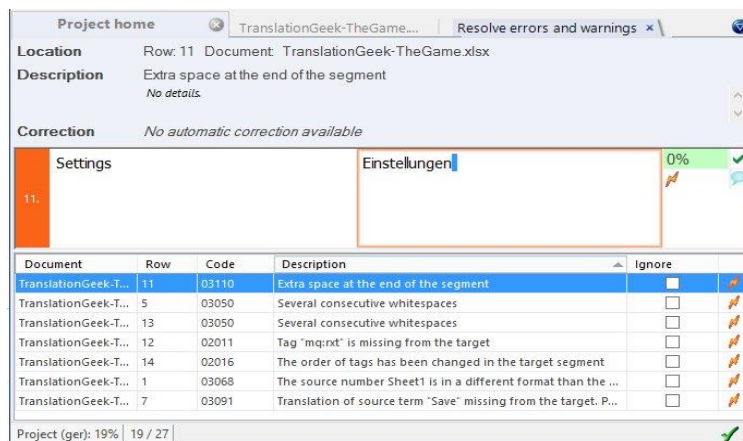 Project home TranslationGeek-TheGame.... Resolve errors and warnings
Location Row: 11 Document: TranslationGeek-TheGame.xlsx
Description Extra space at the end of the segment
No details.
Correction No automatic correction available
11. Settings Einstellungen 0%
Document Row Code Description Ignore
TranslationGeek-T... 11 03110 Extra space at the end of the segment
TranslationGeek-T... 5 03050 Several consecutive whitespaces
TranslationGeek-T... 13 03050 Several consecutive whitespaces
TranslationGeek-T... 12 02011 Tag "mq:rxt" is missing from the target
TranslationGeek-T... 14 02016 The order of tags has been changed in the target segment
TranslationGeek-T... 1 03068 The source number Sheet1 is in a different format than the ...
TranslationGeek-T... 7 03091 Translation of source term "Save" missing from the target. P...
Project (ger): 19% 19 / 27